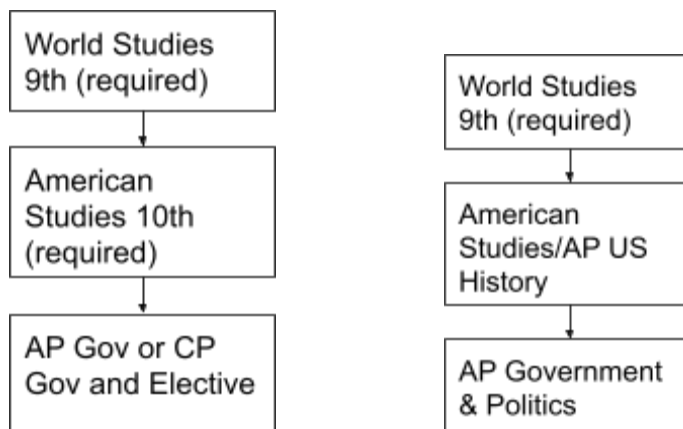 World Studies
9th (required)
American
Studies 10th
(required)
AP Gov or CP
Gov and Elective
World Studies
9th (required)
American
Studies/AP US
History
AP Government
& Politics